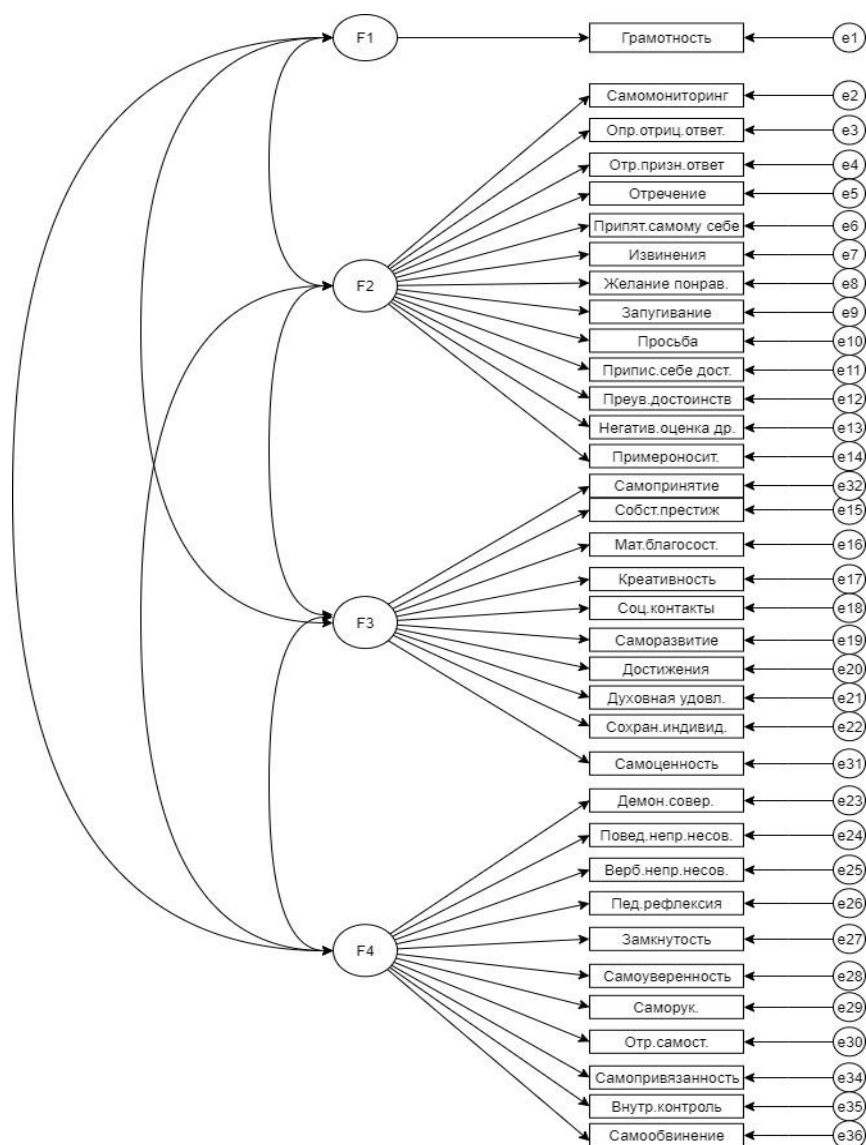 F1
Грамотность
e1
Самомониторинг
e2
Опр.отриц.ответ.
e3
Отр.призн.ответ
e4
Отречение
e5
Припят.самому себе
e6
Извинения
e7
F2
Желание понрав.
e8
Запугивание
e9
Просьба
e10
Припис.себе дост.
e11
Преув.достоинств
e12
Негатив.оценка др.
e13
Примероносит.
e14
Самопринятие
e32
Собст.престиж
e15
Мат.благосост.
e16
Креативность
e17
F3
Соц.контакты
e18
Саморазвитие
e19
Достижения
e20
Духовная удовл.
e21
Сохран.индивид.
e22
Самоценность
e31
Демон.совер.
e23
Повед.непр.несов.
e24
Верб.непр.несов.
e25
Пед.рефлексия
e26
F4
Замкнутость
e27
Самоуверенность
e28
Саморук.
e29
Отр.самост.
e30
Самопривязанность
e34
Внутр.контроль
e35
Самообвинение
e36